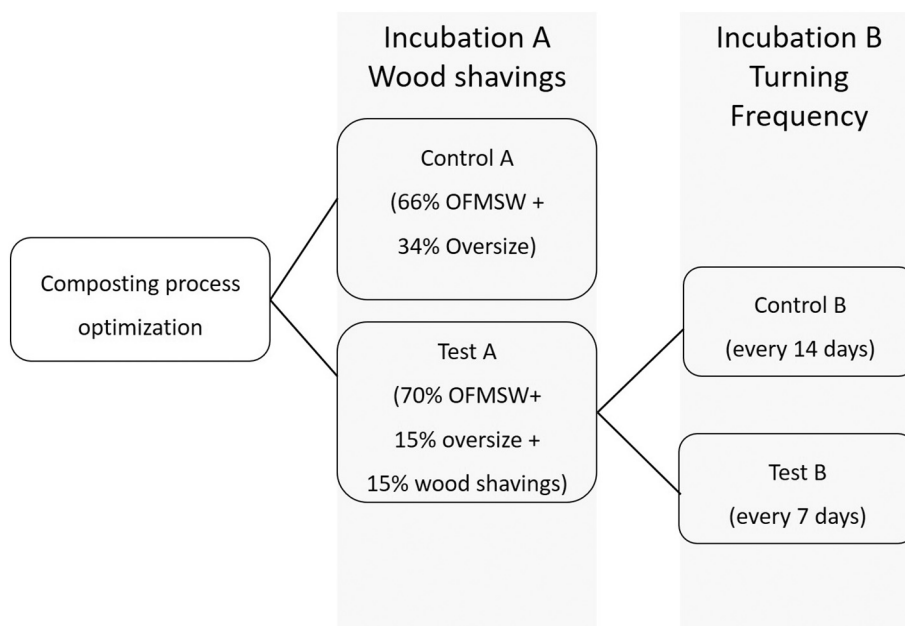 Incubation A
Wood shavings
Incubation B
Turning
Frequency
Composting process
optimization
Control A
(66% OFMSW +
34% Oversize)
Test A
(70% OFMSW+
15% oversize +
15% wood shavings)
Control B
(every 14 days)
Test B
(every 7 days)